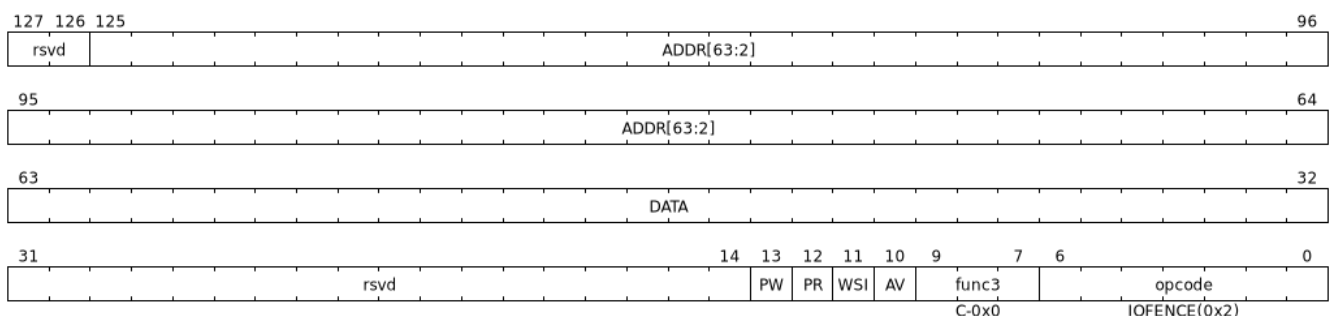 127 126 125 96
rsvd ADDR[63:2]
95 64
ADDR[63:2]
63 32
DATA
31 14 13 12 11 10 9 7 6 0
rsvd PW PR WSI AV func3 opcode
C-0x0 IOFENCE(0x2)